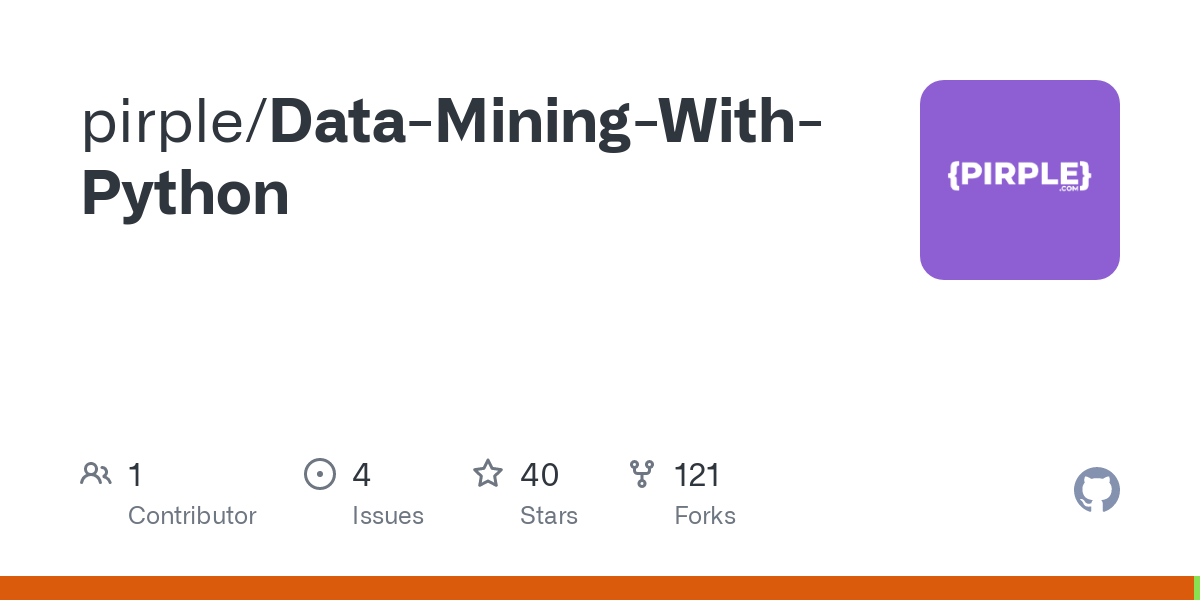 pirple/Data-Mining-With-
Python
{PIRPLE}
.COM
1
Contributor
4
Issues
40
Stars
121
Forks